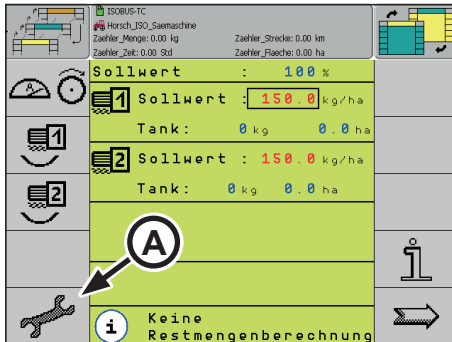 ISOBUS-TC
Horsch_ISO_Saemaschine
Zaehler_Menge: 0.00 kg Zaehler_Strecke: 0.00 km
Zaehler_Zeit: 0.00 Std Zaehler_Flaeche: 0.00 ha
Sollwert : 100 %
1 Sollwert : 150.0 kg/ha
Tank: 0 kg 0.0 ha
2 Sollwert : 150.0 kg/ha
Tank: 0 kg 0.0 ha
1
2
A
A
i
i Keine
Restmengenberechnung